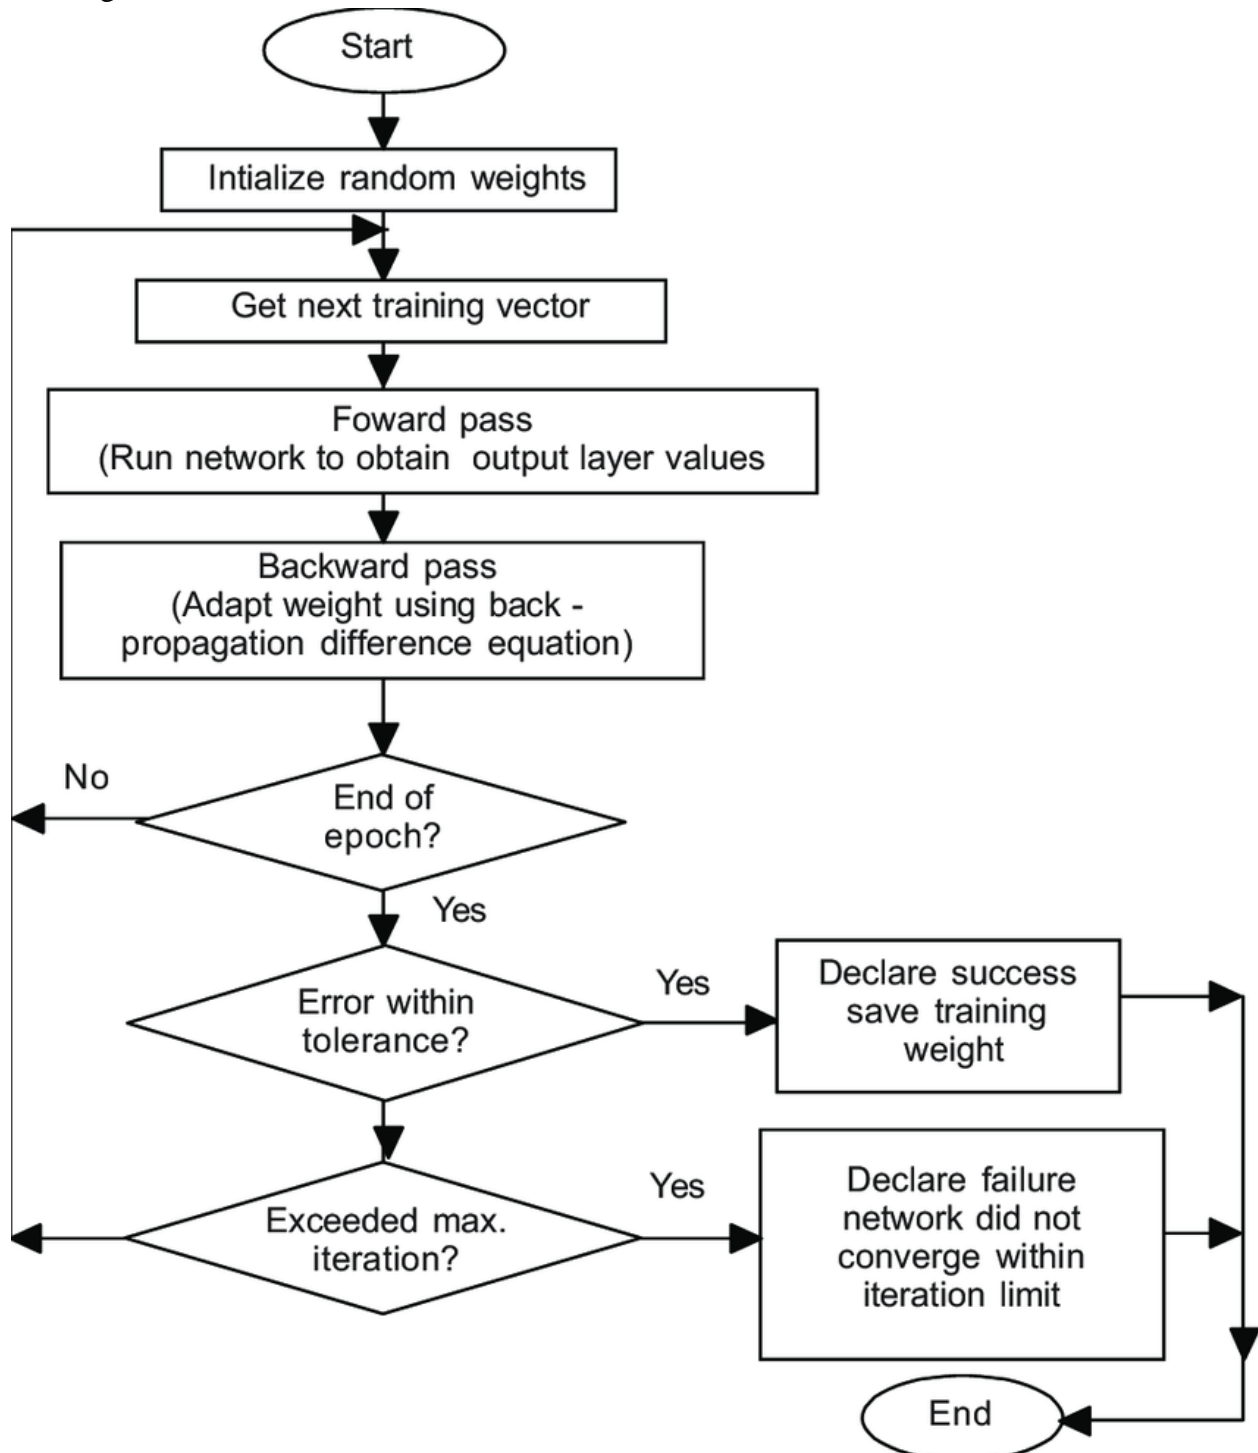 Start
Intialize random weights
Get next training vector
Foward pass
(Run network to obtain output layer values
Backward pass
(Adapt weight using back -
propagation difference equation)
No
End of
epoch?
Yes
Error within
tolerance?
Yes
Declare success
save training
weight
Exceeded max.
iteration?
Yes
Declare failure
network did not
converge within
iteration limit
End